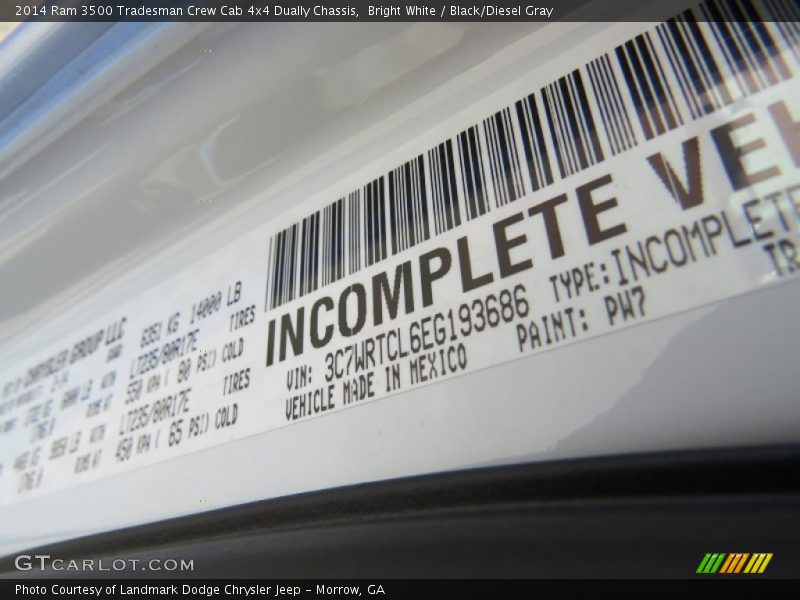 2014 Ram 3500 Tradesman Crew Cab 4x4 Dually Chassis, Bright White / Black/Diesel Gray
CHRYSLER GROUP LLC
6351 KG 14000 LB
LT235/80R17E TIRES
550 KPA ( 80 PSI) COLD
LT235/80R17E TIRES
450 KPA ( 65 PSI) COLD
INCOMPLETE VEH
VIN: 3C7WRTCL6EG193686 TYPE: INCOMPLETE
VEHICLE MADE IN MEXICO PAINT: PW7
GTCARLOT.COM
Photo Courtesy of Landmark Dodge Chrysler Jeep - Morrow, GA